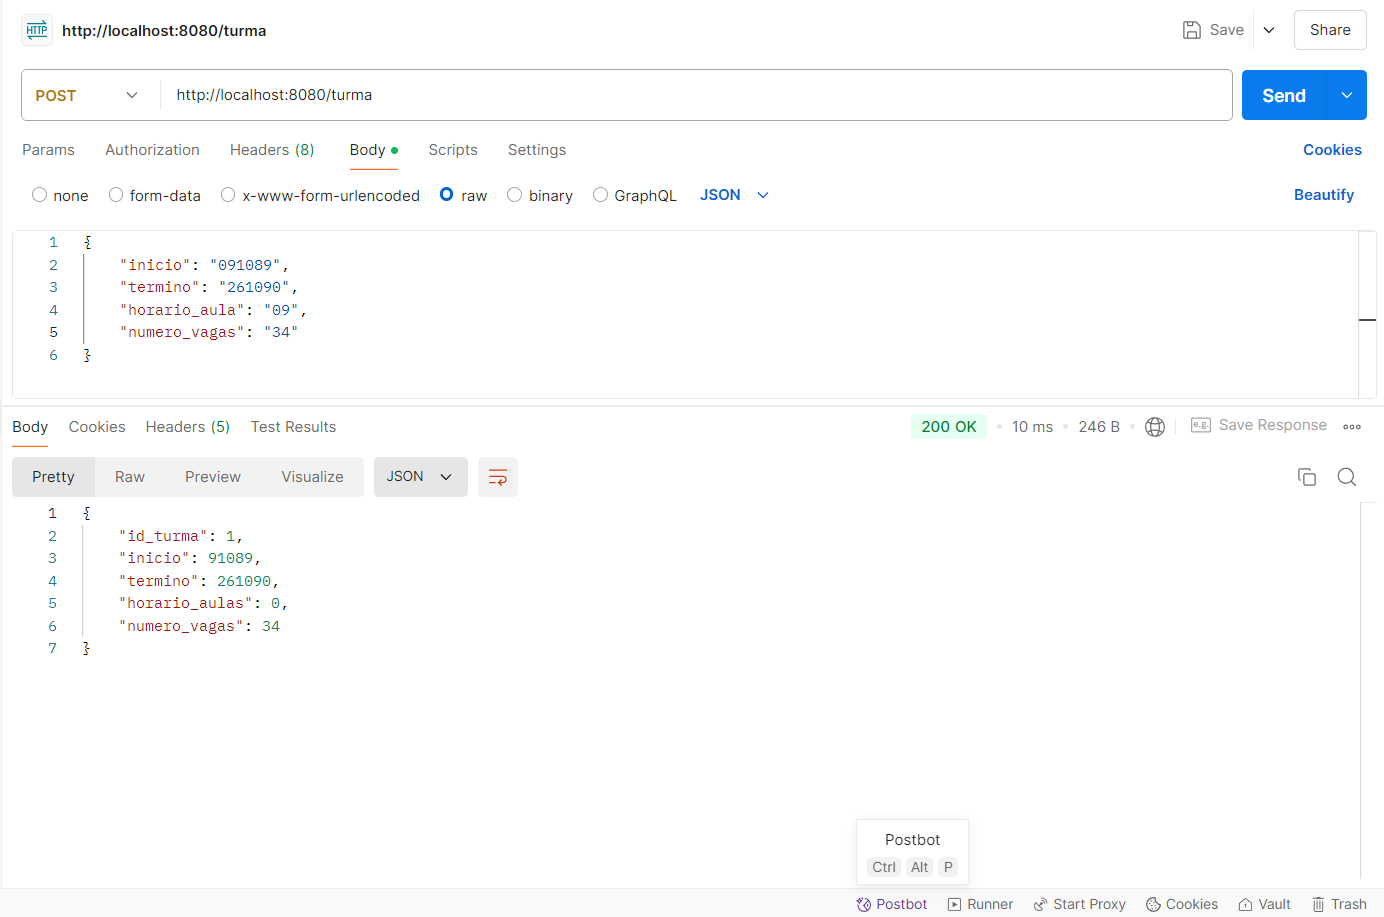 HTTP http://localhost:8080/turma Save Share
POST http://localhost:8080/turma Send
Params Authorization Headers (8) Body Scripts Settings Cookies
none form-data x-www-form-urlencoded raw binary GraphQL JSON Beautify
1 {
2 "inicio": "091089",
3 "termino": "261090",
4 "horario_aula": "09",
5 "numero_vagas": "34"
6 }
Body Cookies Headers (5) Test Results 200 OK 10 ms 246 B e.g. Save Response
Pretty Raw Preview Visualize JSON
1 {
2 "id_turma": 1,
3 "inicio": 91089,
4 "termino": 261090,
5 "horario_aulas": 0,
6 "numero_vagas": 34
7 }
Postbot
Ctrl Alt P
Postbot Runner Start Proxy Cookies Vault Trash